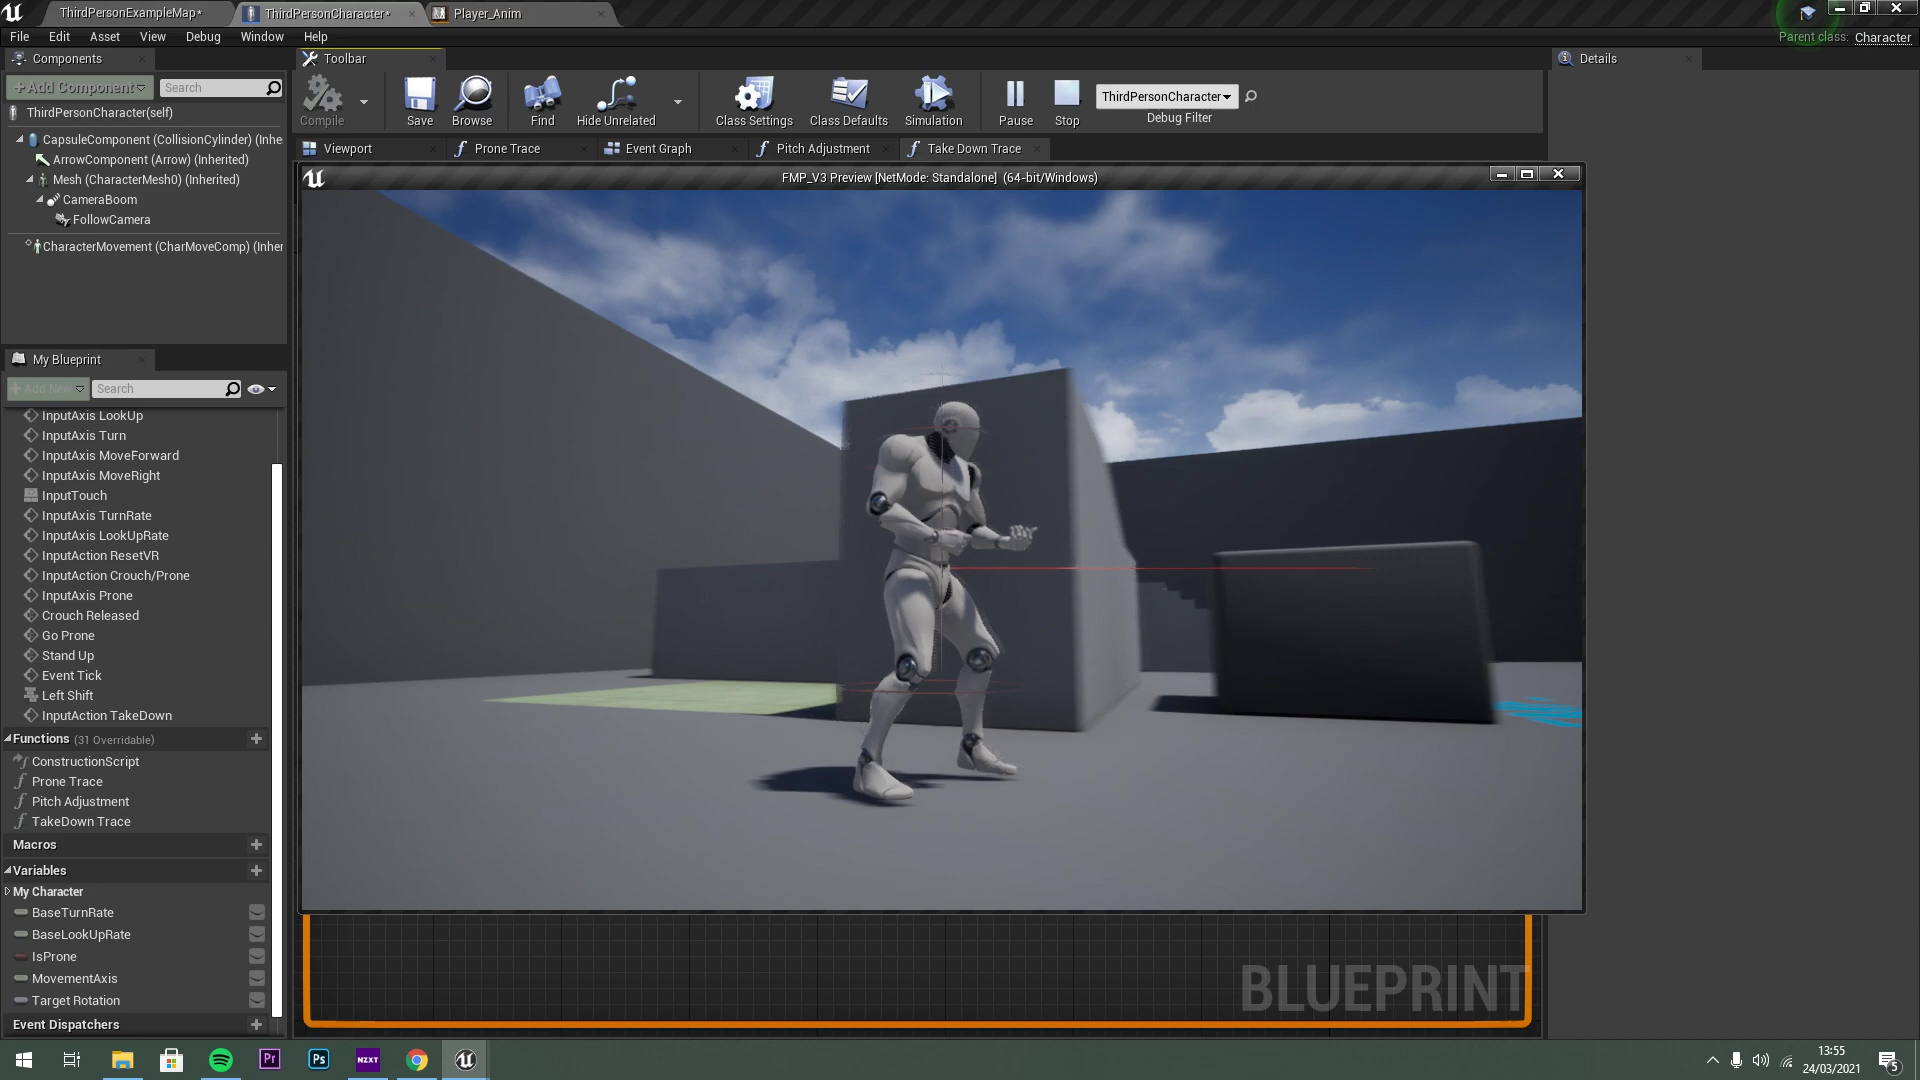 ThirdPersonExampleMap*
ThirdPersonCharacter*
Player_Anim
File Edit Asset View Debug Window Help
Parent class: Character
Components
Toolbar
Details
+Add Component
Search
ThirdPersonCharacter(self)
CapsuleComponent (CollisionCylinder) (Inhe
ArrowComponent (Arrow) (Inherited)
Mesh (CharacterMesh0) (Inherited)
CameraBoom
FollowCamera
CharacterMovement (CharMoveComp) (Inher
Compile
Save
Browse
Find
Hide Unrelated
Class Settings
Class Defaults
Simulation
Pause
Stop
ThirdPersonCharacter
Debug Filter
Viewport
Prone Trace
Event Graph
Pitch Adjustment
Take Down Trace
FMP_V3 Preview [NetMode: Standalone] (64-bit/Windows)
My Blueprint
+ Add New
Search
InputAxis LookUp
InputAxis Turn
InputAxis MoveForward
InputAxis MoveRight
InputTouch
InputAxis TurnRate
InputAxis LookUpRate
InputAction ResetVR
InputAction Crouch/Prone
InputAxis Prone
Crouch Released
Go Prone
Stand Up
Event Tick
Left Shift
InputAction TakeDown
Functions (31 Overridable)
ConstructionScript
Prone Trace
Pitch Adjustment
TakeDown Trace
Macros
Variables
My Character
BaseTurnRate
BaseLookUpRate
IsProne
MovementAxis
Target Rotation
Event Dispatchers
BLUEPRINT
Pr
Ps
NZXT
13:55
24/03/2021
5